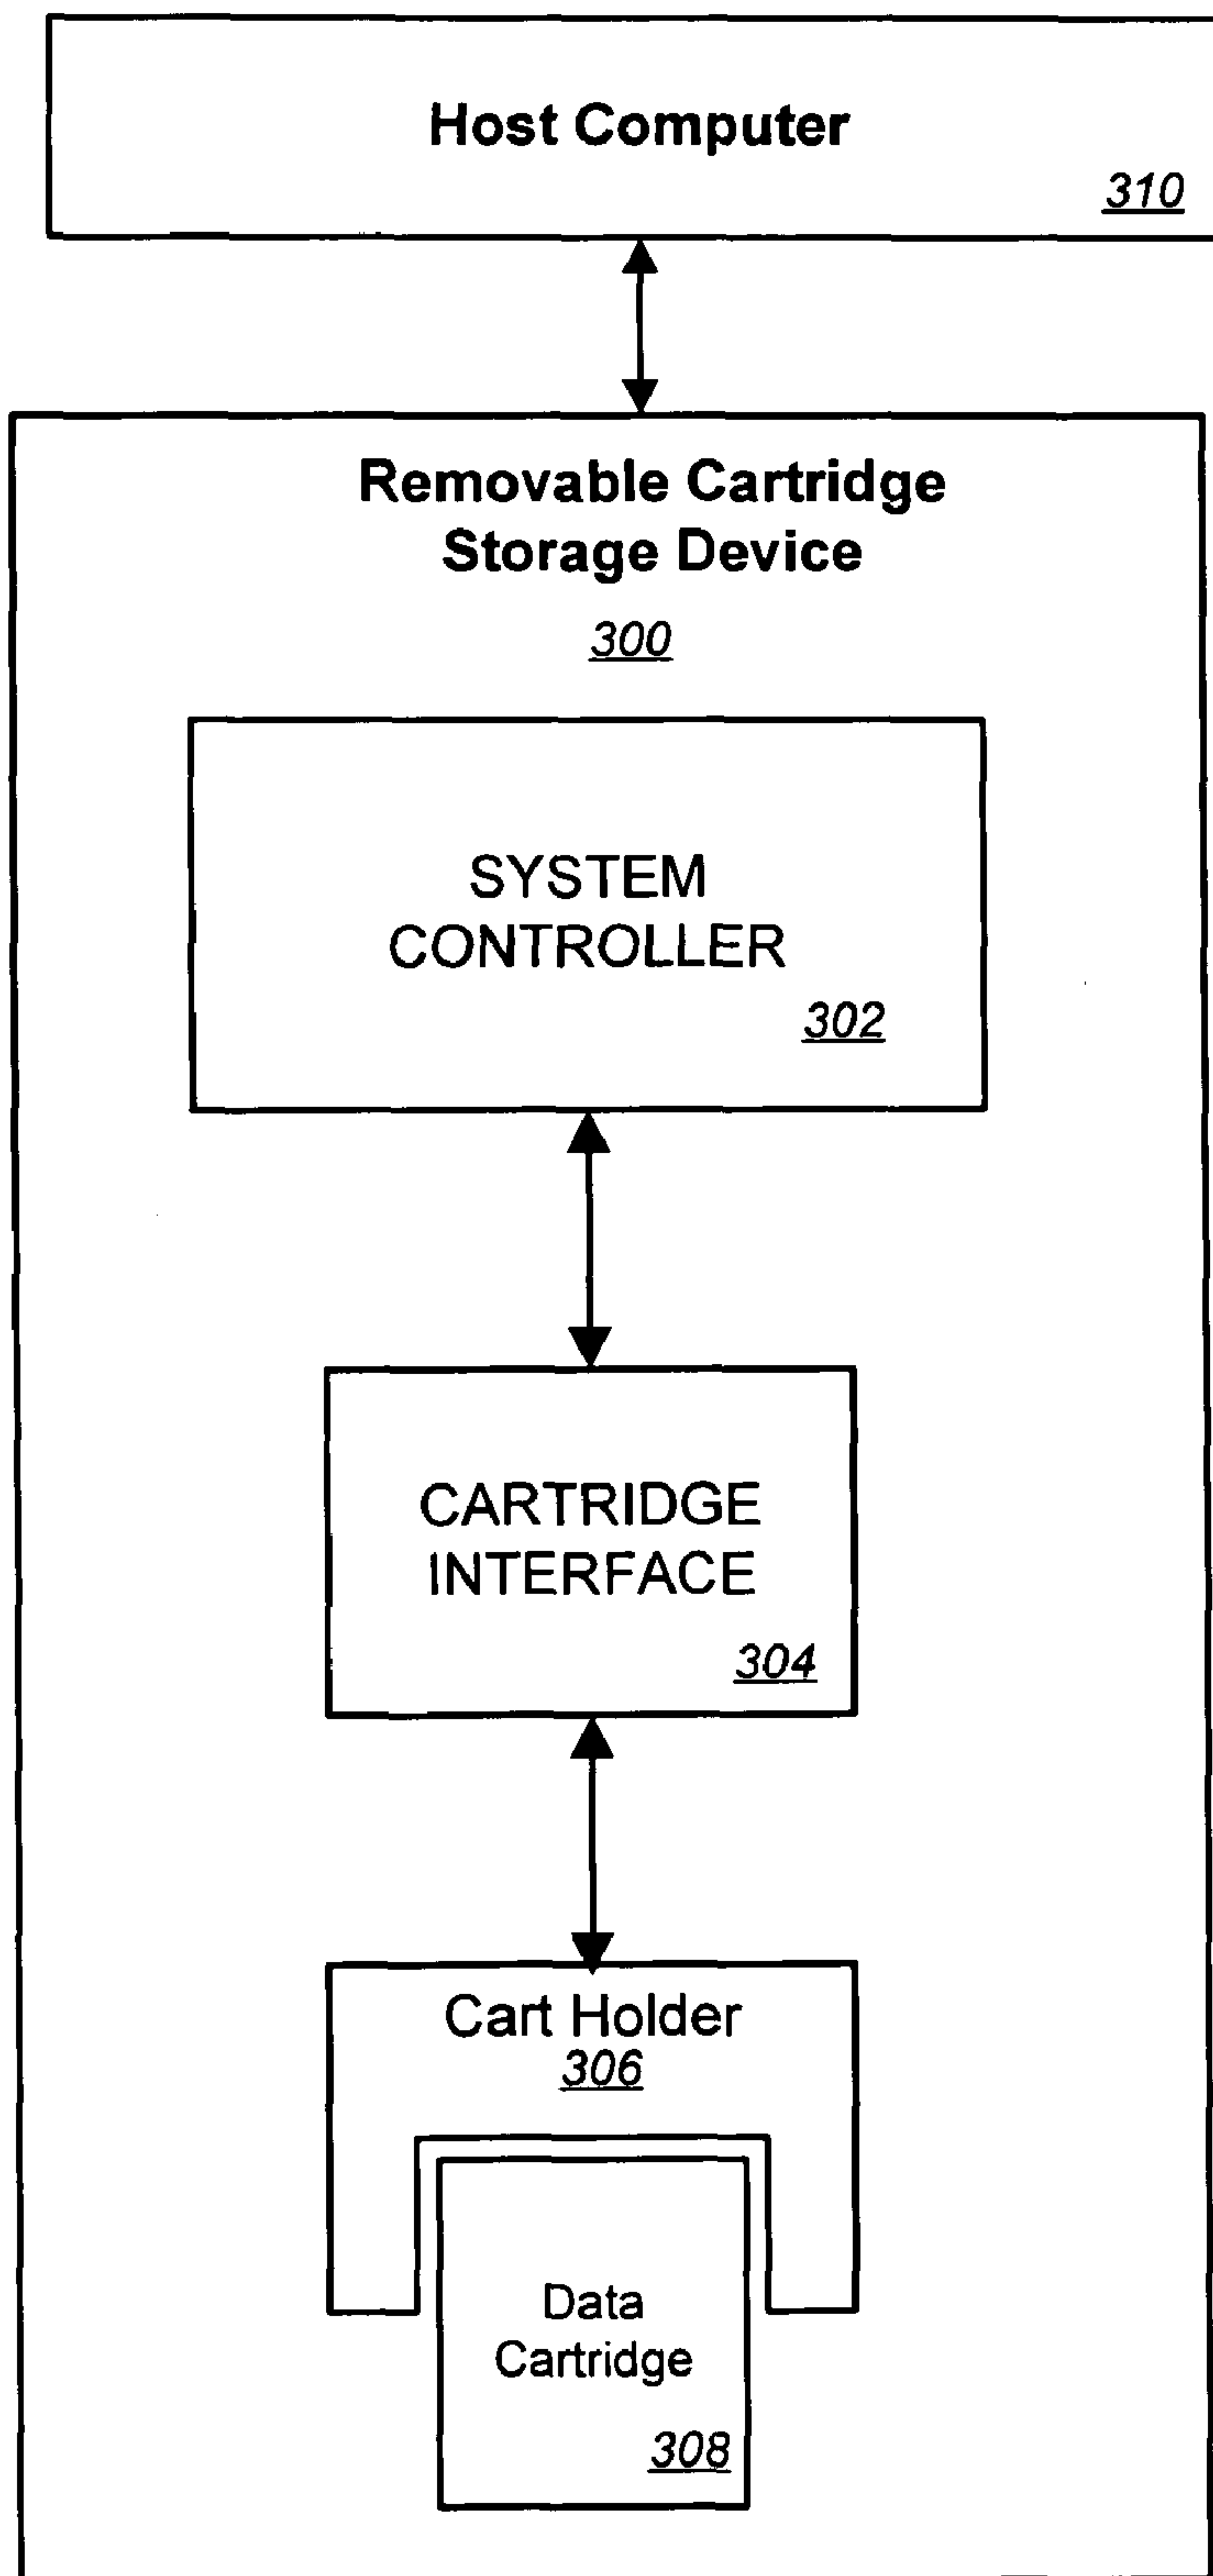 Host Computer
310
Removable Cartridge
Storage Device
300
SYSTEM
CONTROLLER
302
CARTRIDGE
INTERFACE
304
Cart Holder
306
Data
Cartridge
308